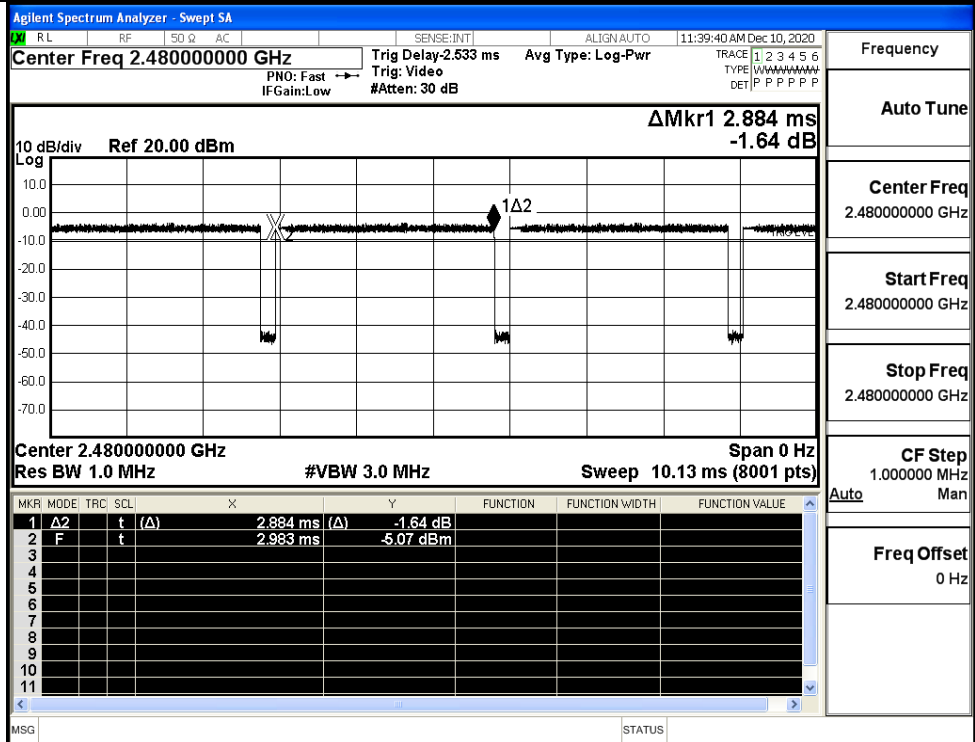 Agilent Spectrum Analyzer - Swept SA
LXI RL RF 50 Ω AC SENSE:INT ALIGN AUTO 11:39:40 AM Dec 10, 2020
Center Freq 2.480000000 GHz Trig Delay-2.533 ms Avg Type: Log-Pwr TRACE 1 2 3 4 5 6
PNO: Fast Trig: Video TYPE WWWWWW
IFGain:Low #Atten: 30 dB DET P P P P P P
ΔMkr1 2.884 ms
-1.64 dB
10 dB/div Ref 20.00 dBm
Log
10.0
0.00
-10.0
-20.0
-30.0
-40.0
-50.0
-60.0
-70.0
1Δ2
2
TRIG LVL
Center 2.480000000 GHz Span 0 Hz
Res BW 1.0 MHz #VBW 3.0 MHz Sweep 10.13 ms (8001 pts)
MKR MODE TRC SCL X Y FUNCTION FUNCTION WIDTH FUNCTION VALUE
1 Δ2 t (Δ) 2.884 ms (Δ) -1.64 dB
2 F t 2.983 ms -5.07 dBm
3
4
5
6
7
8
9
10
11
MSG STATUS
Frequency
Auto Tune
Center Freq
2.480000000 GHz
Start Freq
2.480000000 GHz
Stop Freq
2.480000000 GHz
CF Step
1.000000 MHz
Auto Man
Freq Offset
0 Hz